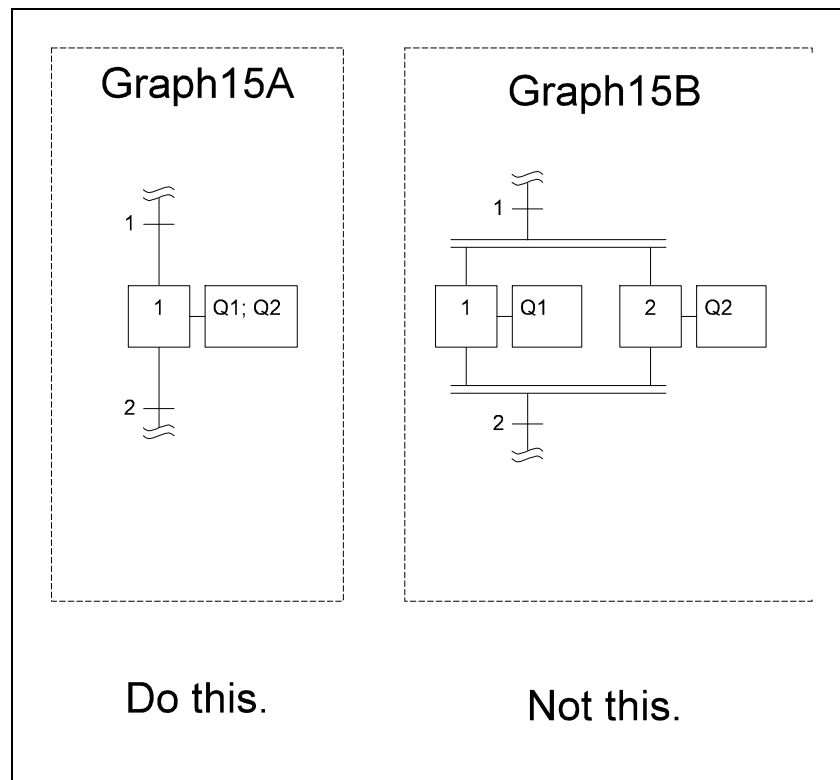 Graph15A
1
1 Q1; Q2
2
Do this.
Graph15B
1
1 Q1 2 Q2
2
Not this.